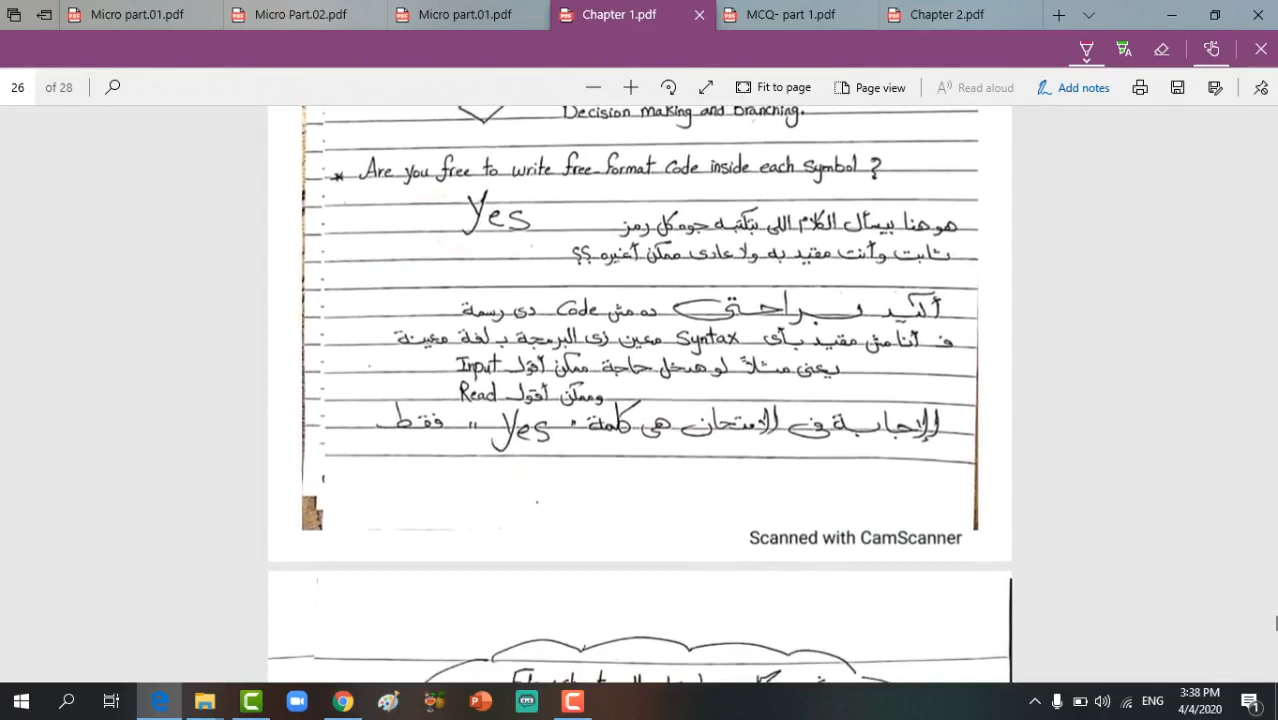 Micro part.01.pdf
Micro Part.02.pdf
Micro part.01.pdf
Chapter 1.pdf
MCQ- part 1.pdf
Chapter 2.pdf
26 of 28
Fit to page
Page view
Read aloud
Add notes
Decision making and branching.
* Are you free to write free-format code inside each symbol ?
Yes
هو هنا بيسأل الكلام اللى بتكتبه جوه كل رمز
ثابت وأنت مقيد به ولا عادى ممكن أغيره ؟؟
أكيد براحتى ده مش Code دى رسمة
ف أنا مش مقيد بأى Syntax معين زى البرمجة بلغة معينة
يعنى مثلاً لو هدخل حاجة ممكن أقول Input
وممكن أقول Read
الإجابة فى الامتحان هى كلمة "Yes" فقط
Scanned with CamScanner
ENG
3:38 PM
4/4/2020